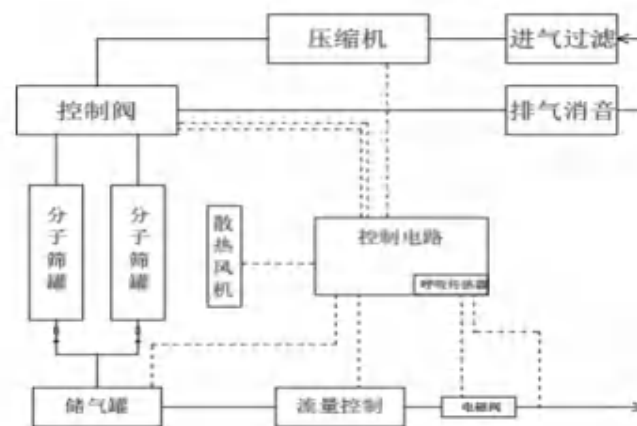 压缩机
进气过滤
控制阀
排气消音
分子筛罐
分子筛罐
散热风机
控制电路
呼吸传感器
储气罐
流量控制
电磁阀